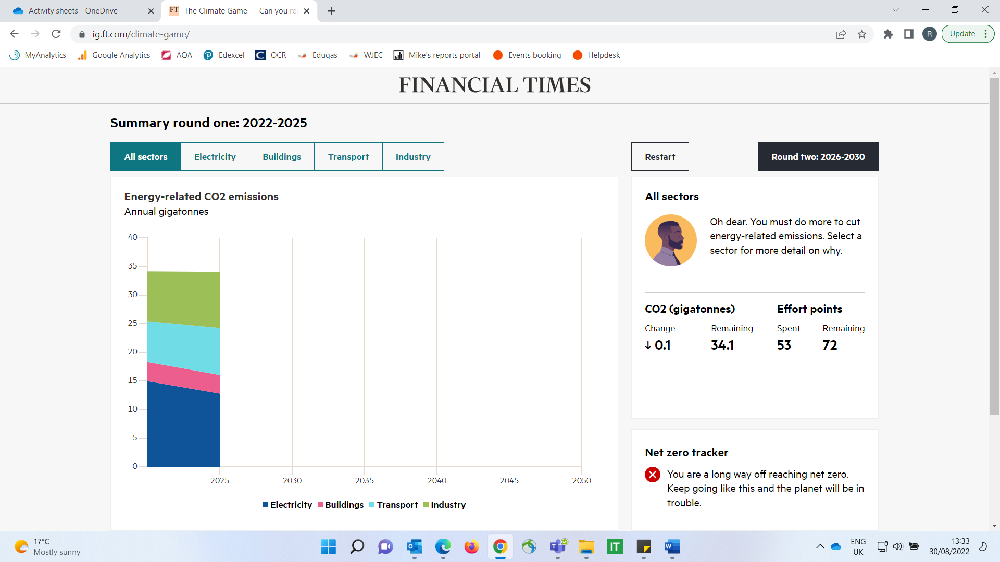 Activity sheets - OneDrive
FT The Climate Game — Can you re
ig.ft.com/climate-game/
R
Update
MyAnalytics
Google Analytics
AQA
Edexcel
OCR
Eduqas
WJEC
Mike's reports portal
Events booking
Helpdesk
FINANCIAL TIMES
Summary round one: 2022-2025
All sectors
Electricity
Buildings
Transport
Industry
Restart
Round two: 2026-2030
Energy-related CO2 emissions
Annual gigatonnes
40
35
30
25
20
15
10
5
0
2025
2030
2035
2040
2045
2050
Electricity
Buildings
Transport
Industry
All sectors
Oh dear. You must do more to cut
energy-related emissions. Select a
sector for more detail on why.
CO2 (gigatonnes)
Effort points
Change
Remaining
Spent
Remaining
↓ 0.1
34.1
53
72
Net zero tracker
You are a long way off reaching net zero.
Keep going like this and the planet will be in
trouble.
17°C
Mostly sunny
IT
ENG
UK
13:33
30/08/2022